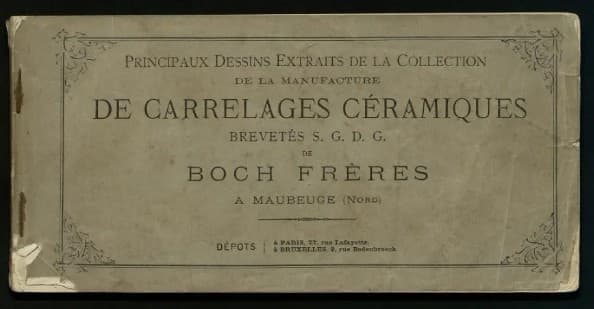 PRINCIPAUX DESSINS EXTRAITS DE LA COLLECTION
DE LA MANUFACTURE
DE CARRELAGES CÉRAMIQUES
BREVETÉS S. G. D. G.
DE
BOCH FRÈRES
A MAUBEUGE (NORD)
DÉPOTS
à PARIS, 77, rue Lafayette.
à BRUXELLES, 9, rue Bodenbroeck.